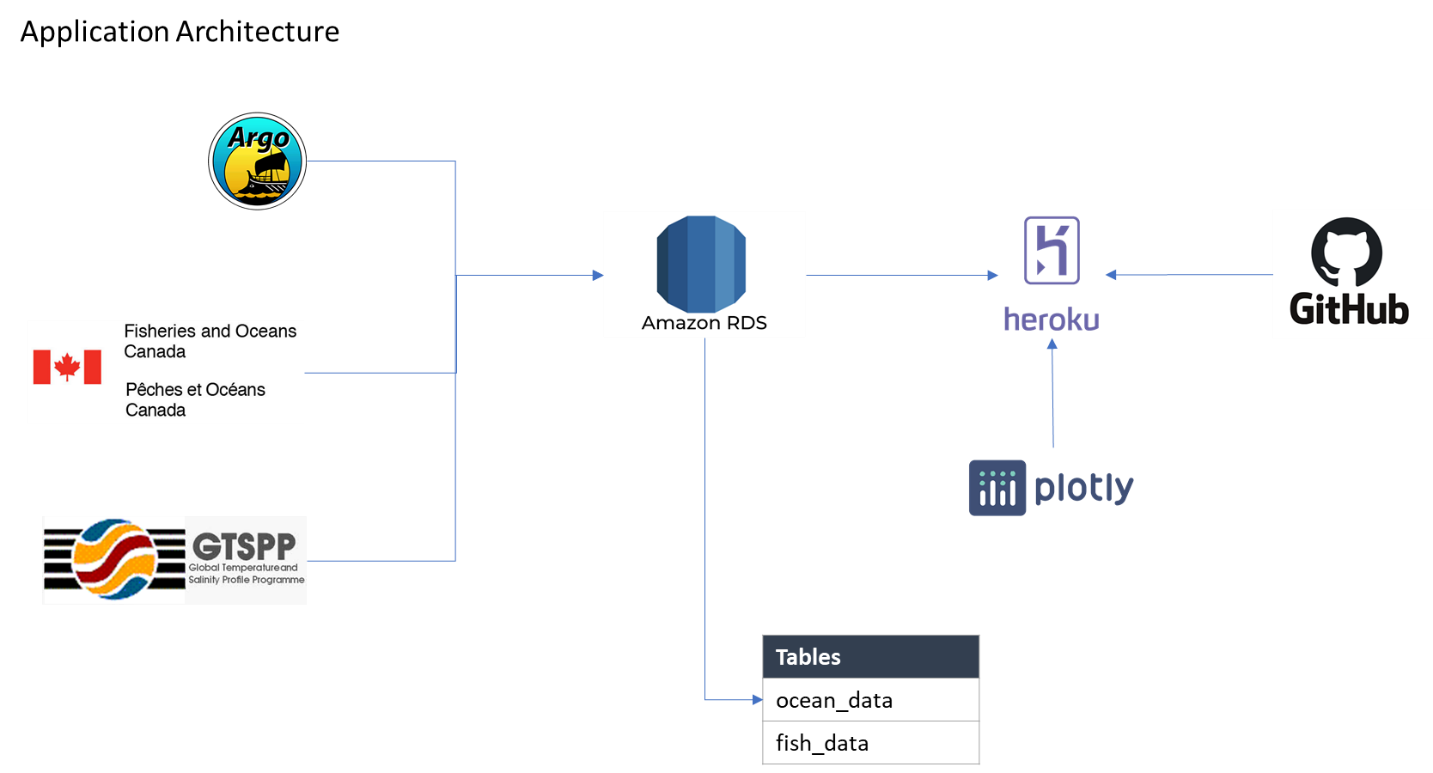 Application Architecture
Argo
Fisheries and Oceans
Canada
Pêches et Océans
Canada
GTSPP
Global Temperature and
Salinity Profile Programme
Amazon RDS
heroku
GitHub
plotly
Tables
ocean_data
fish_data